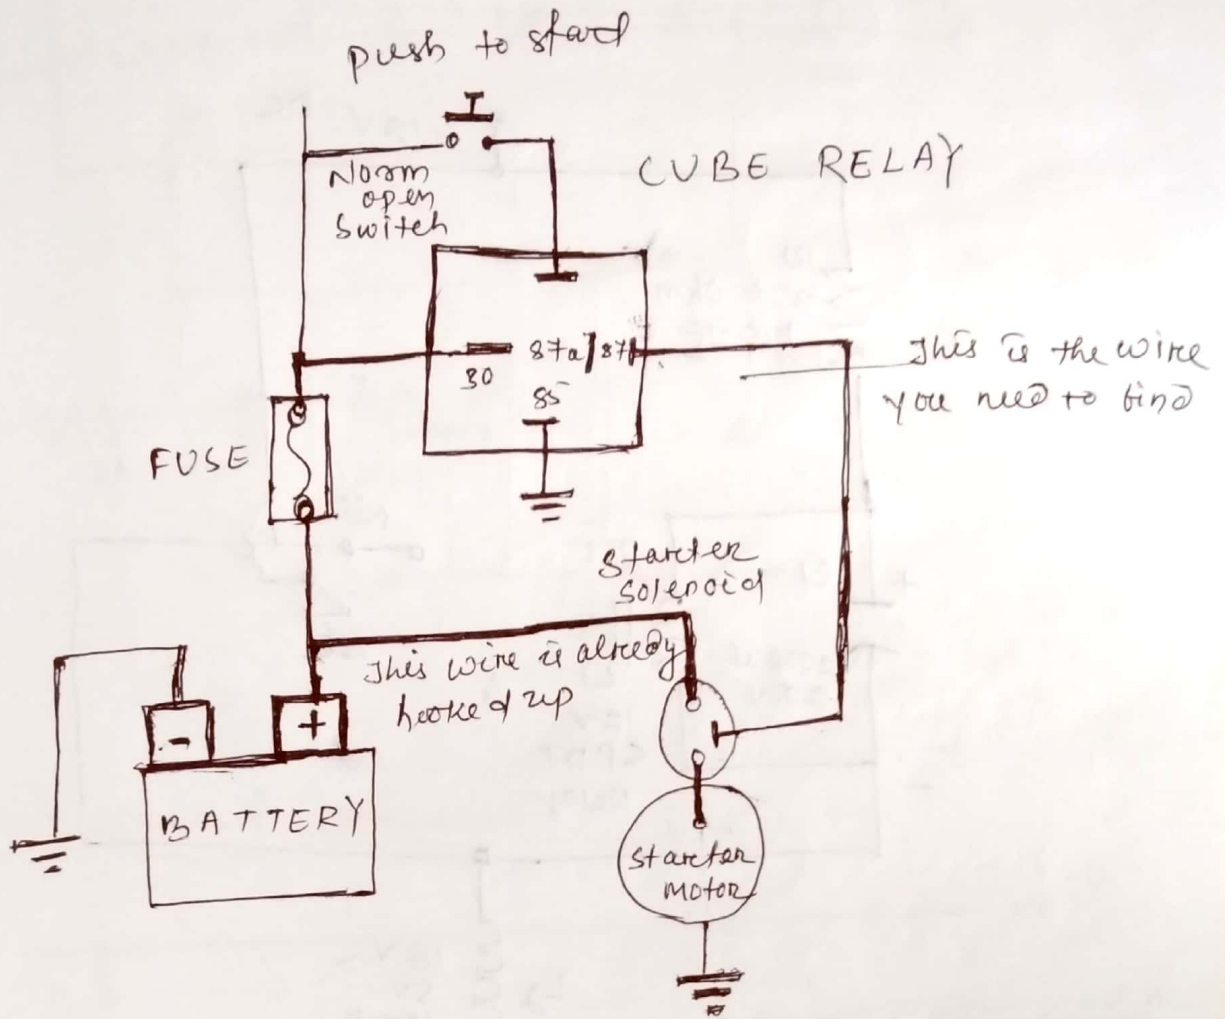 push to start
Norm
open
Switch
CUBE RELAY
30
87a 87
85
This is the wire
you need to find
FUSE
starter
solenoid
This wire is already
hooked up
-
+
BATTERY
starter
motor